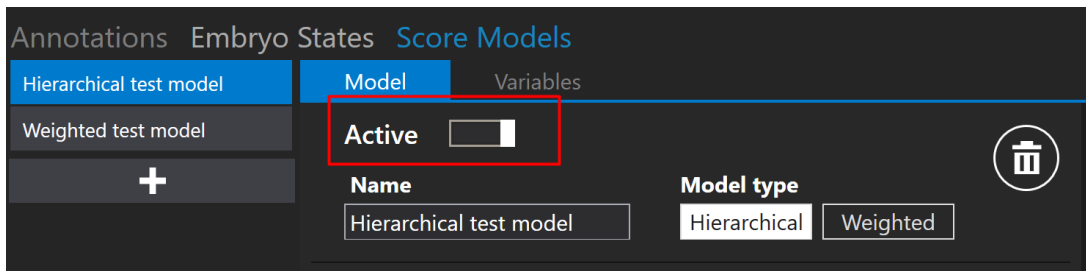 Annotations Embryo States Score Models
Hierarchical test model
Weighted test model
Model Variables
Active
Name
Hierarchical test model
Model type
Hierarchical Weighted